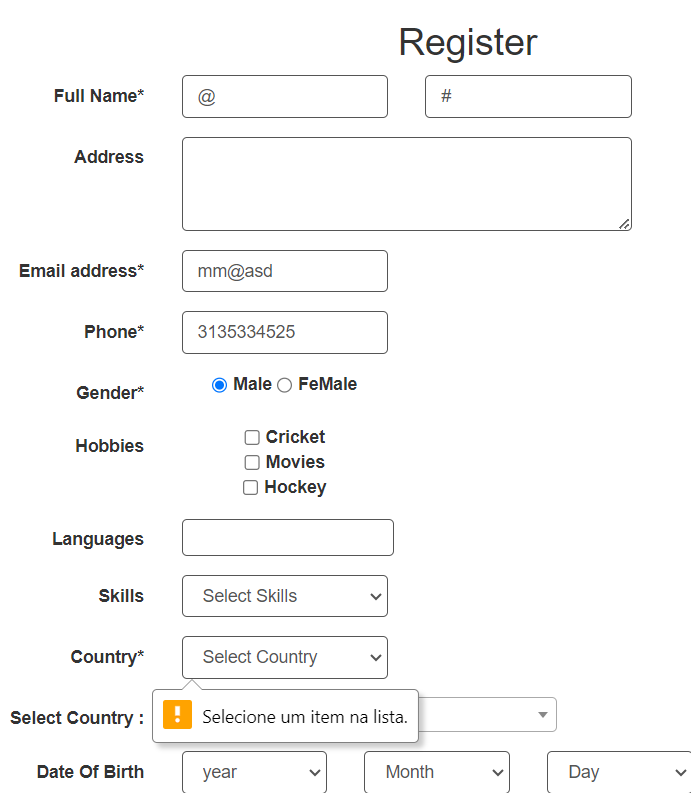 Register
Full Name* @ #
Address
Email address* mm@asd
Phone* 3135334525
Gender* Male FeMale
Hobbies Cricket
Movies
Hockey
Languages
Skills Select Skills
Country* Select Country
Select Country : Selecione um item na lista.
Date Of Birth year Month Day